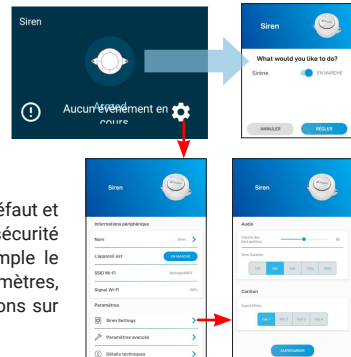 Siren
Armed
Aucun événement en
cours
Siren
What would you like to do?
Sirène
EN MARCHE
ANNULER
RÉGLER
éfaut et
sécurité
mple le
mètres,
ons sur
Siren
Informations périphérique
Nom
Siren
L'appareil est
EN MARCHE
SSID Wi-Fi
Signal Wi-Fi
100%
Paramètres
Siren Settings
Paramètres avancés
Détails techniques
Siren
Audio
Volume des
haut-parleurs
Siren Duration
Carillon
Sound Effect
SAUVEGARDER